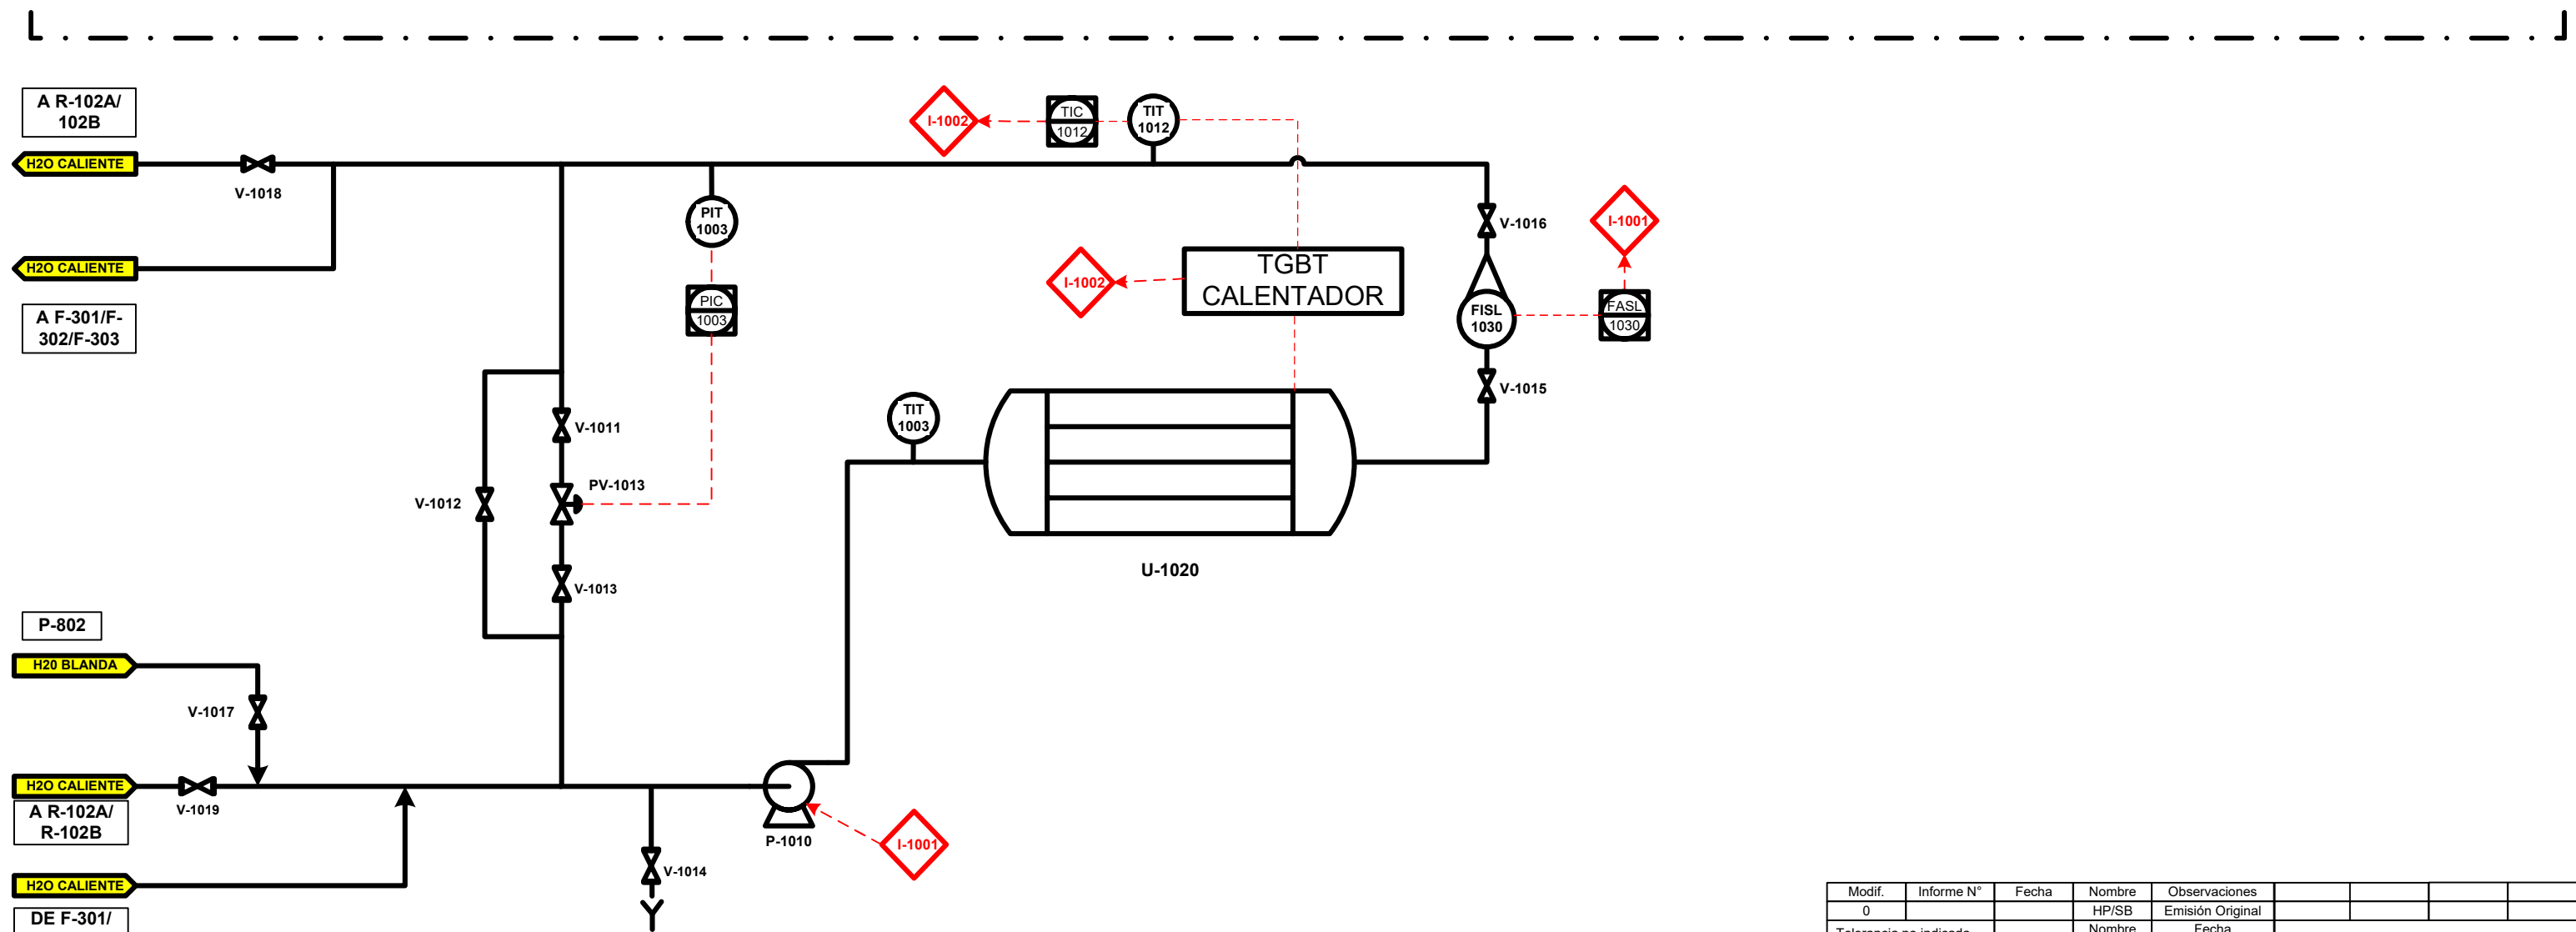 A R-102A/
102B
H2O CALIENTE
V-1018
H2O CALIENTE
A F-301/F-
302/F-303
PIT
1003
PIC
1003
I-1002
TIC
1012
TIT
1012
I-1002
TGBT
CALENTADOR
V-1016
I-1001
FISL
1030
FASL
1030
V-1015
TIT
1003
U-1020
V-1011
PV-1013
V-1012
V-1013
P-802
H20 BLANDA
V-1017
H2O CALIENTE
V-1019
A R-102A/
R-102B
P-1010
I-1001
V-1014
H2O CALIENTE
DE F-301/
Modif. Informe N° Fecha Nombre Observaciones
0 HP/SB Emisión Original
Tolerancia no indicada Nombre Fecha